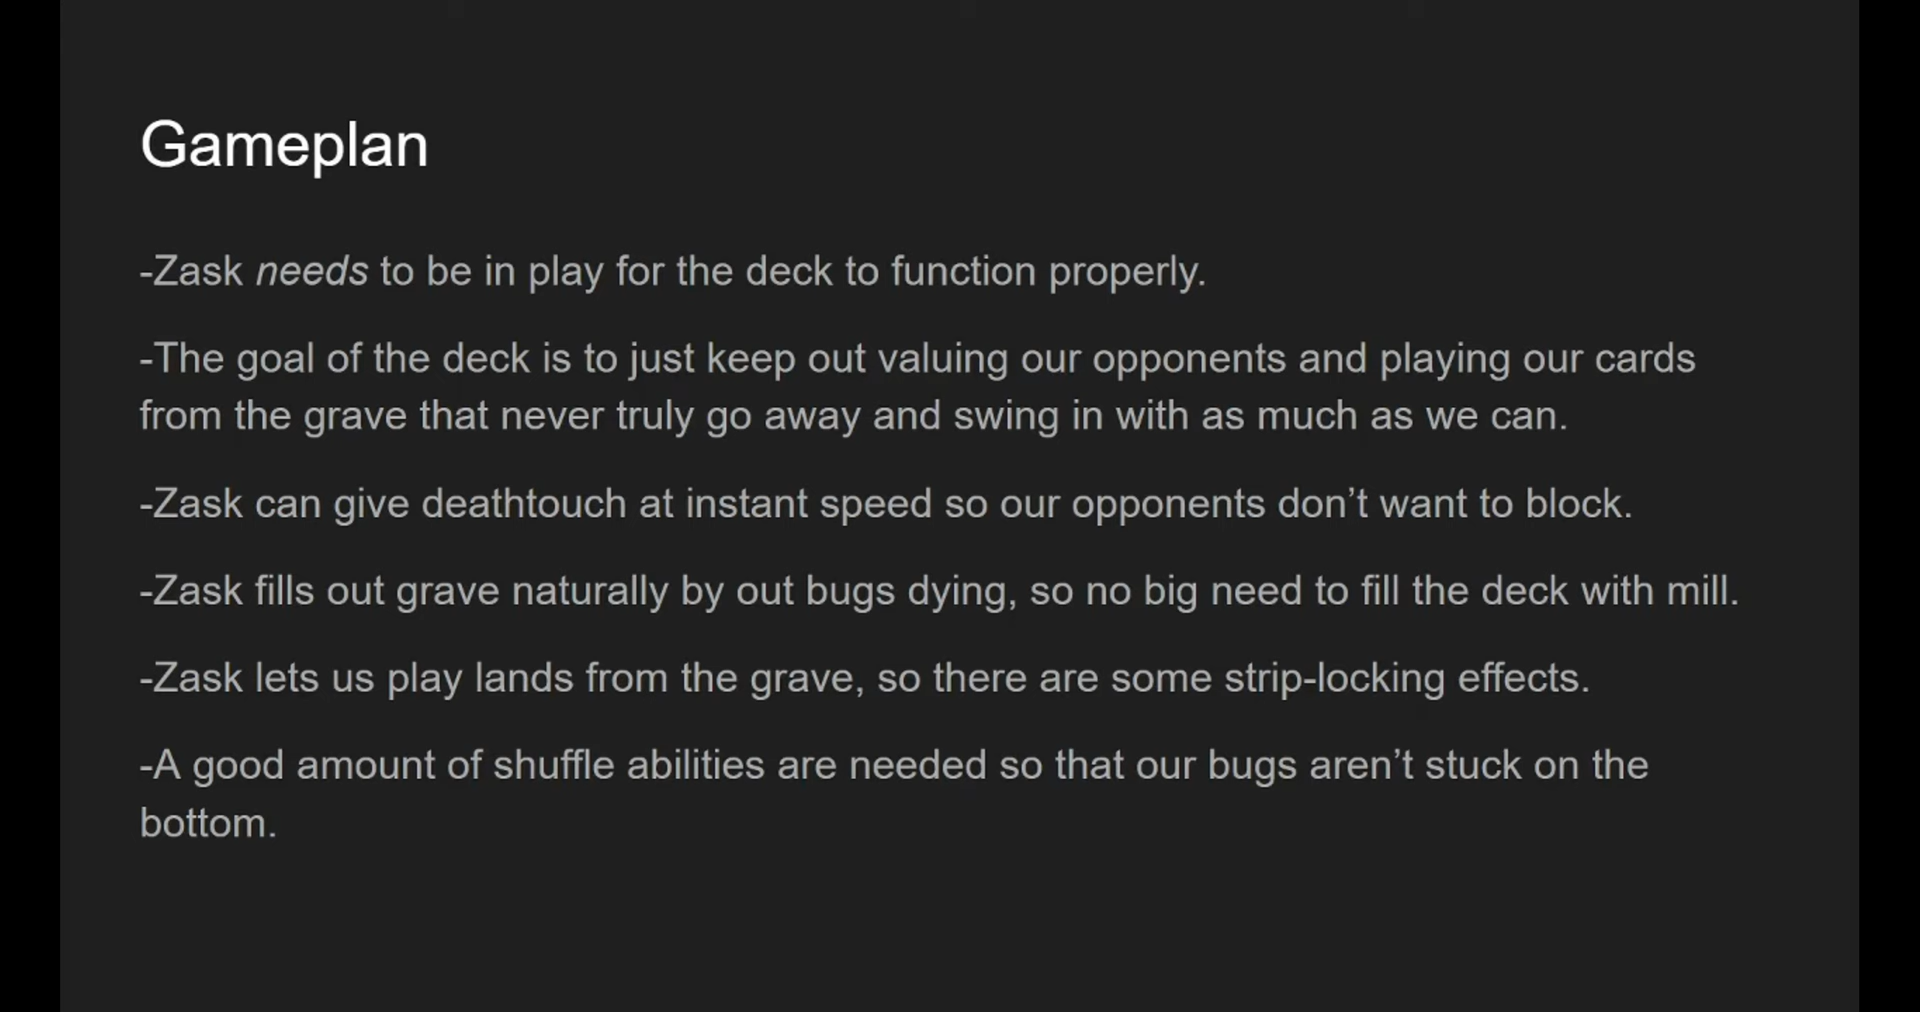 Gameplan
-Zask needs to be in play for the deck to function properly.
-The goal of the deck is to just keep out valuing our opponents and playing our cards
from the grave that never truly go away and swing in with as much as we can.
-Zask can give deathtouch at instant speed so our opponents don’t want to block.
-Zask fills out grave naturally by out bugs dying, so no big need to fill the deck with mill.
-Zask lets us play lands from the grave, so there are some strip-locking effects.
-A good amount of shuffle abilities are needed so that our bugs aren’t stuck on the
bottom.